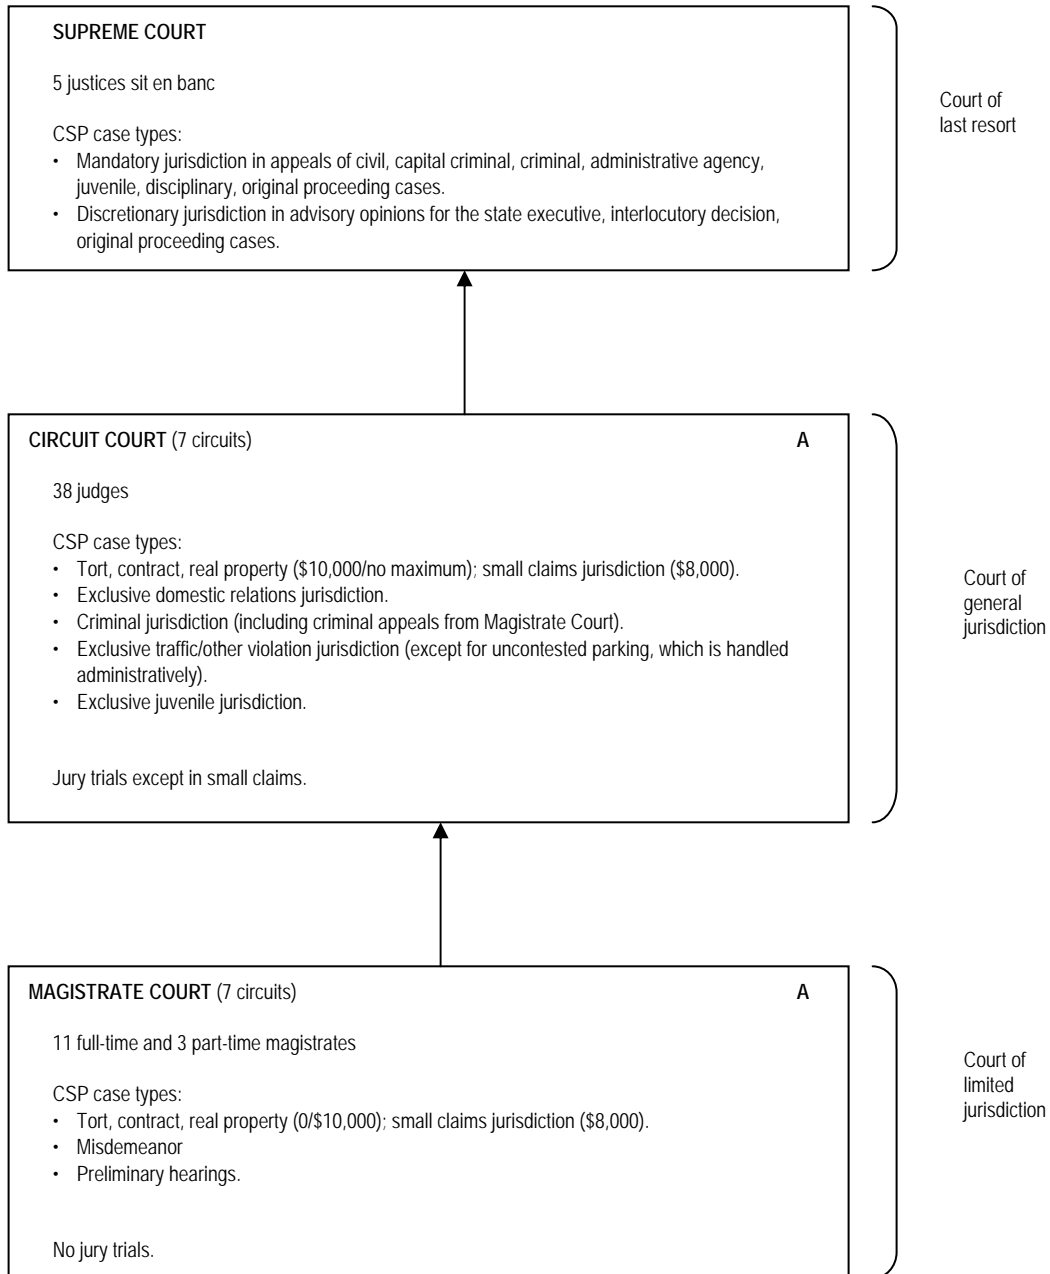 SUPREME COURT
5 justices sit en banc
CSP case types:
• Mandatory jurisdiction in appeals of civil, capital criminal, criminal, administrative agency,
juvenile, disciplinary, original proceeding cases.
• Discretionary jurisdiction in advisory opinions for the state executive, interlocutory decision,
original proceeding cases.
Court of
last resort
CIRCUIT COURT (7 circuits) A
38 judges
CSP case types:
• Tort, contract, real property ($10,000/no maximum); small claims jurisdiction ($8,000).
• Exclusive domestic relations jurisdiction.
• Criminal jurisdiction (including criminal appeals from Magistrate Court).
• Exclusive traffic/other violation jurisdiction (except for uncontested parking, which is handled
administratively).
• Exclusive juvenile jurisdiction.
Jury trials except in small claims.
Court of
general
jurisdiction
MAGISTRATE COURT (7 circuits) A
11 full-time and 3 part-time magistrates
CSP case types:
• Tort, contract, real property (0/$10,000); small claims jurisdiction ($8,000).
• Misdemeanor
• Preliminary hearings.
No jury trials.
Court of
limited
jurisdiction